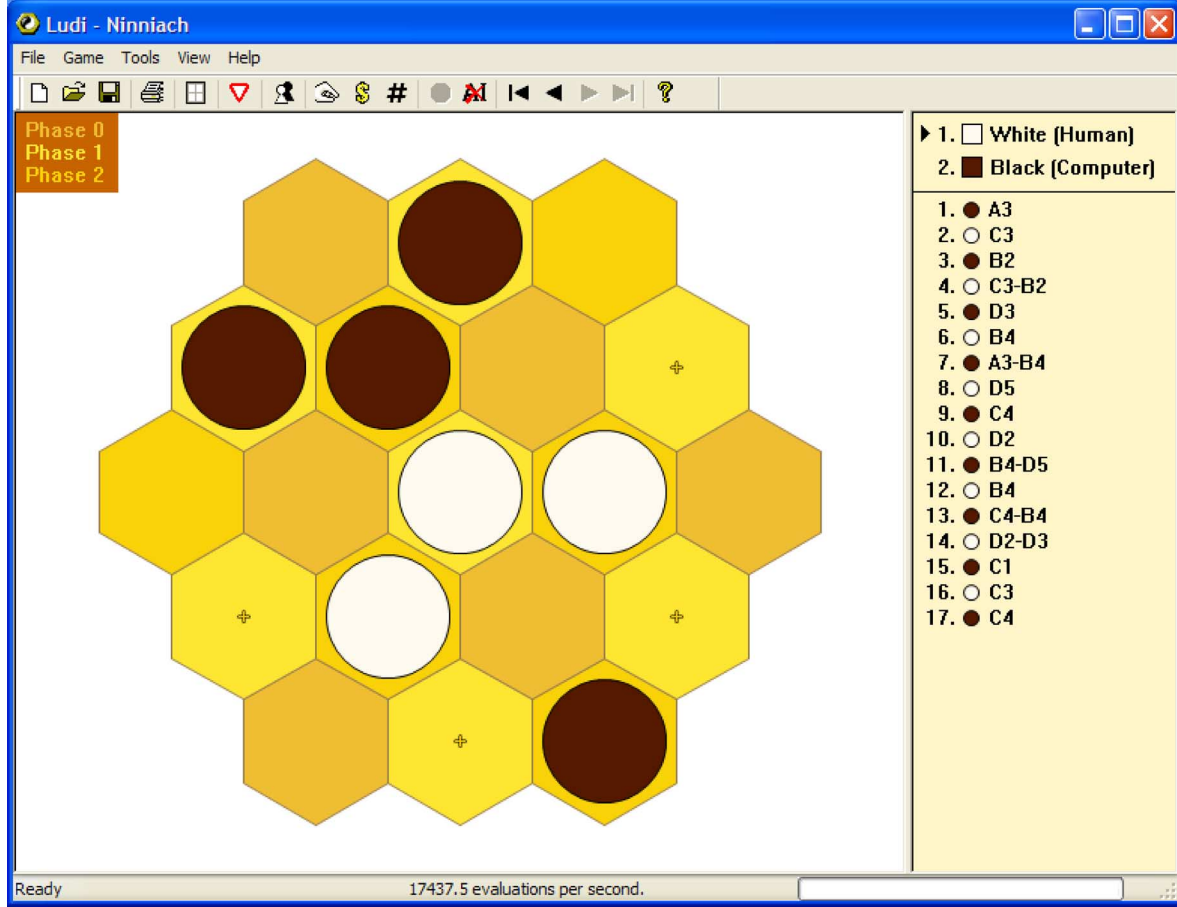 Ludi - Ninniach
File Game Tools View Help
#
AI
?
Phase 0
Phase 1
Phase 2
1. White (Human)
2. Black (Computer)
1. A3
2. C3
3. B2
4. C3-B2
5. D3
6. B4
7. A3-B4
8. D5
9. C4
10. D2
11. B4-D5
12. B4
13. C4-B4
14. D2-D3
15. C1
16. C3
17. C4
Ready 17437.5 evaluations per second.